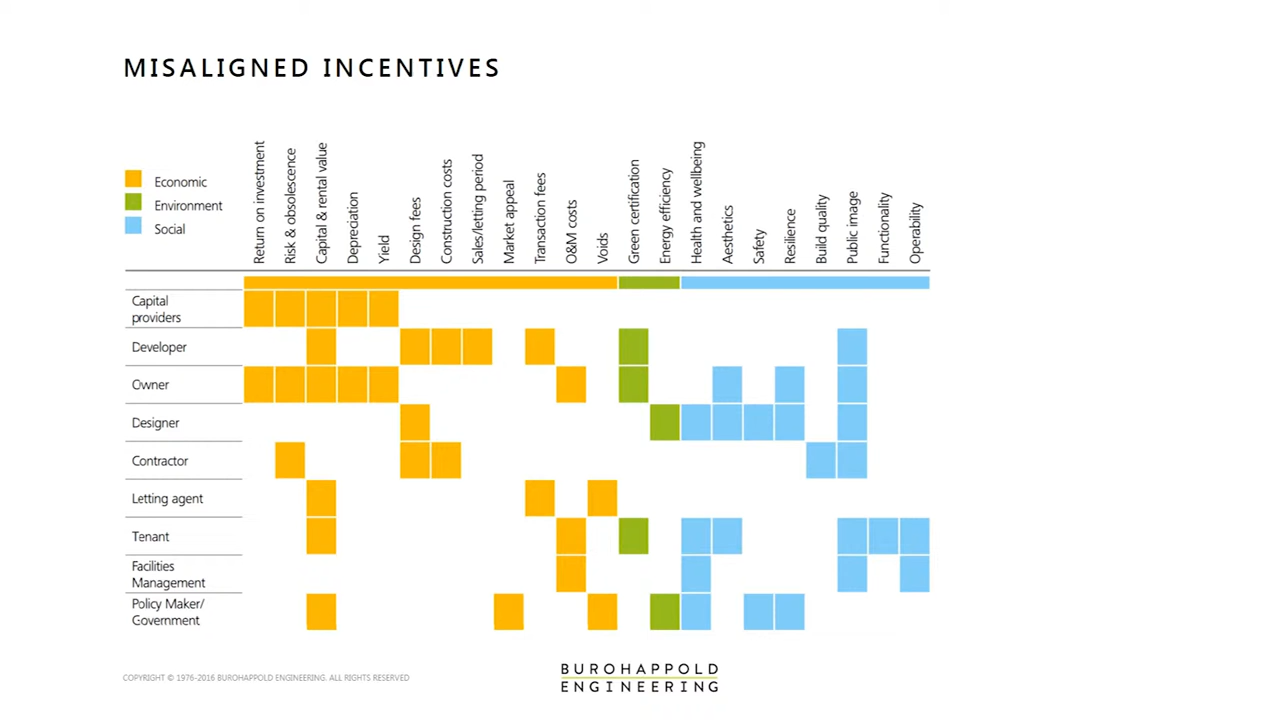 MISALIGNED INCENTIVES
Economic
Environment
Social
Return on investment
Risk & obsolescence
Capital & rental value
Depreciation
Yield
Design fees
Construction costs
Sales/letting period
Market appeal
Transaction fees
O&M costs
Voids
Green certification
Energy efficiency
Health and wellbeing
Aesthetics
Safety
Resilience
Build quality
Public image
Functionality
Operability
Capital
providers
Developer
Owner
Designer
Contractor
Letting agent
Tenant
Facilities
Management
Policy Maker/
Government
COPYRIGHT © 1976-2016 BUROHAPPOLD ENGINEERING. ALL RIGHTS RESERVED
BUROHAPPOLD
ENGINEERING